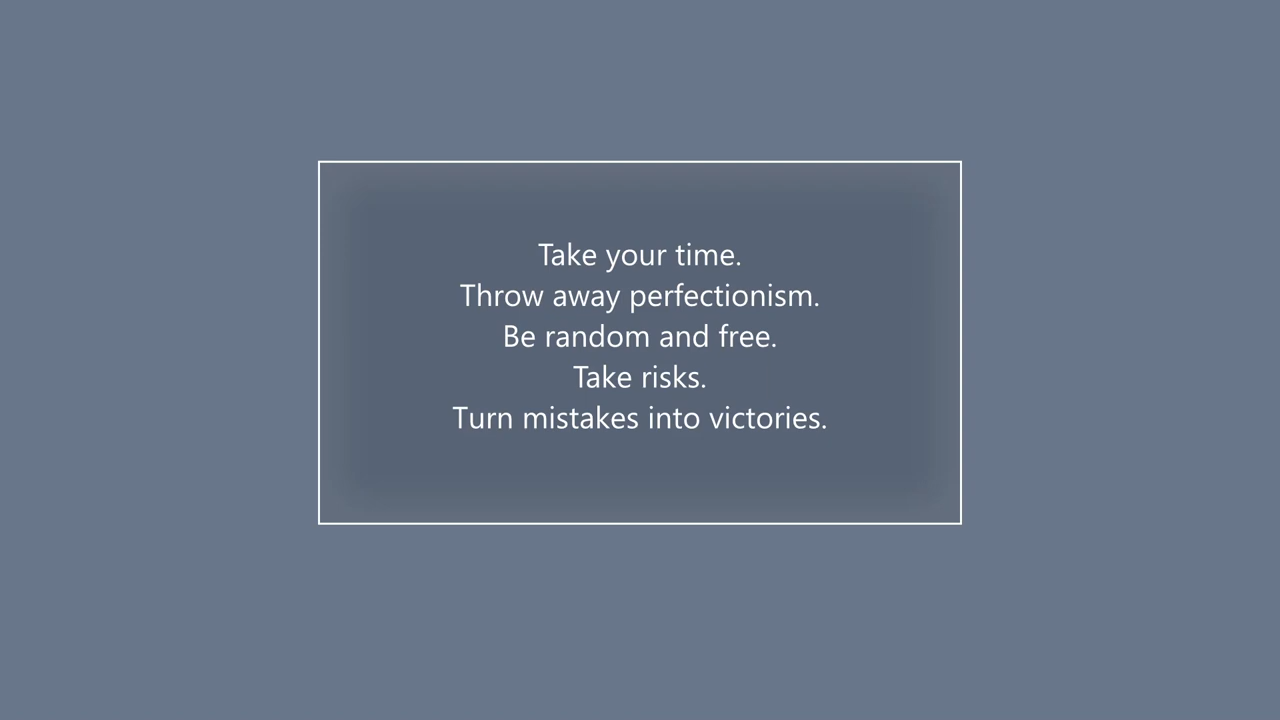 Take your time.
Throw away perfectionism.
Be random and free.
Take risks.
Turn mistakes into victories.